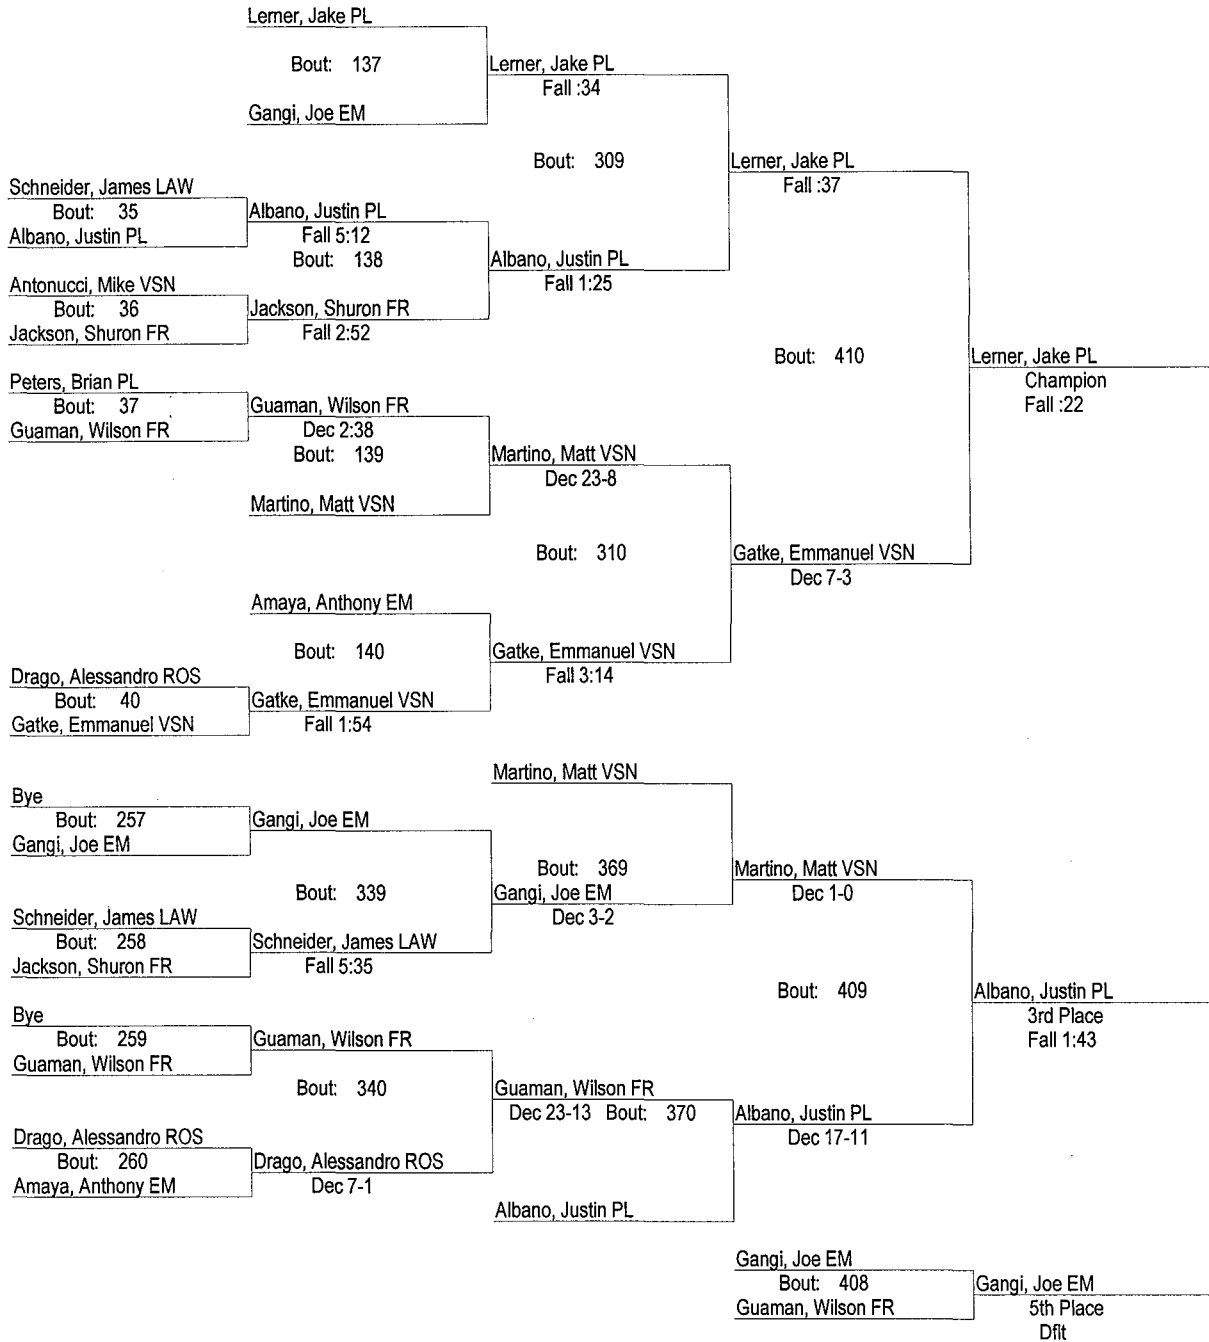 Lerner, Jake PL
Bout: 137
Lerner, Jake PL
Fall :34
Gangi, Joe EM
Bout: 309
Lerner, Jake PL
Fall :37
Schneider, James LAW
Bout: 35
Albano, Justin PL
Albano, Justin PL
Fall 5:12
Bout: 138
Albano, Justin PL
Fall 1:25
Antonucci, Mike VSN
Bout: 36
Jackson, Shuron FR
Jackson, Shuron FR
Fall 2:52
Bout: 410
Lerner, Jake PL
Champion
Fall :22
Peters, Brian PL
Bout: 37
Guaman, Wilson FR
Guaman, Wilson FR
Dec 2:38
Bout: 139
Martino, Matt VSN
Dec 23-8
Martino, Matt VSN
Bout: 310
Gatke, Emmanuel VSN
Dec 7-3
Amaya, Anthony EM
Bout: 140
Gatke, Emmanuel VSN
Fall 3:14
Drago, Alessandro ROS
Bout: 40
Gatke, Emmanuel VSN
Gatke, Emmanuel VSN
Fall 1:54
Martino, Matt VSN
Bye
Bout: 257
Gangi, Joe EM
Gangi, Joe EM
Bout: 369
Martino, Matt VSN
Dec 1-0
Bout: 339
Gangi, Joe EM
Dec 3-2
Schneider, James LAW
Bout: 258
Jackson, Shuron FR
Schneider, James LAW
Fall 5:35
Bout: 409
Albano, Justin PL
3rd Place
Fall 1:43
Bye
Bout: 259
Guaman, Wilson FR
Guaman, Wilson FR
Bout: 340
Guaman, Wilson FR
Dec 23-13 Bout: 370
Albano, Justin PL
Dec 17-11
Drago, Alessandro ROS
Bout: 260
Amaya, Anthony EM
Drago, Alessandro ROS
Dec 7-1
Albano, Justin PL
Gangi, Joe EM
Bout: 408
Guaman, Wilson FR
Gangi, Joe EM
5th Place
Dflt